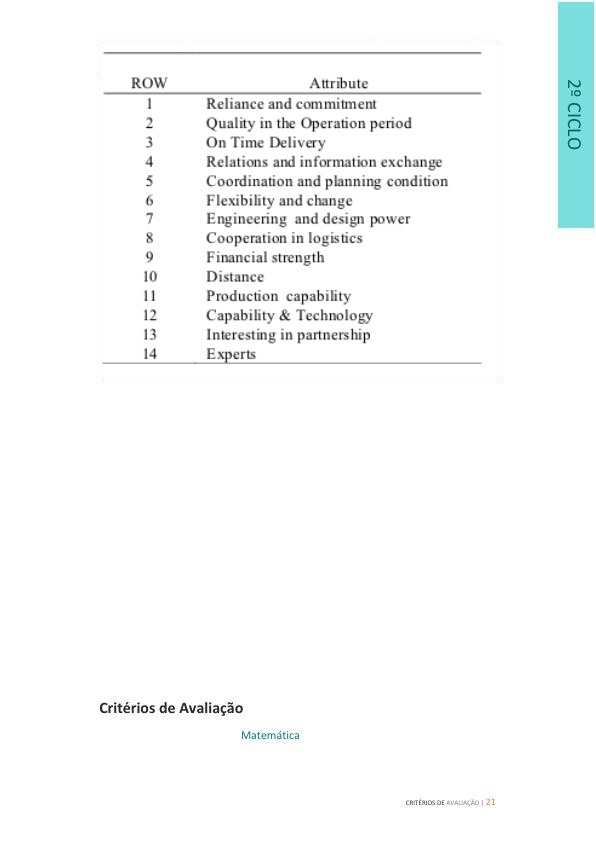 ROW Attribute
1 Reliance and commitment
2 Quality in the Operation period
3 On Time Delivery
4 Relations and information exchange
5 Coordination and planning condition
6 Flexibility and change
7 Engineering and design power
8 Cooperation in logistics
9 Financial strength
10 Distance
11 Production capability
12 Capability & Technology
13 Interesting in partnership
14 Experts
2º CICLO
Critérios de Avaliação
Matemática
CRITÉRIOS DE AVALIAÇÃO | 21